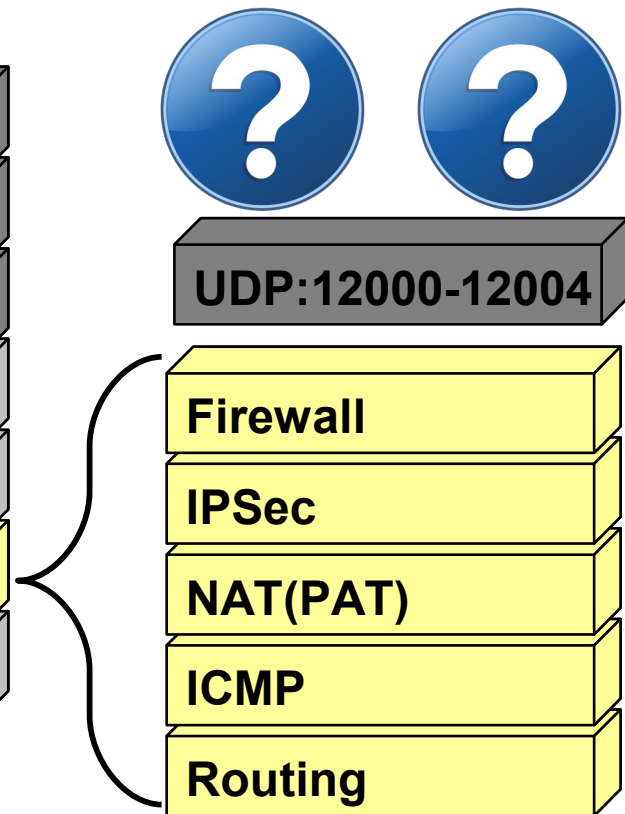 ? ?
UDP:12000-12004
Firewall
IPSec
NAT(PAT)
ICMP
Routing